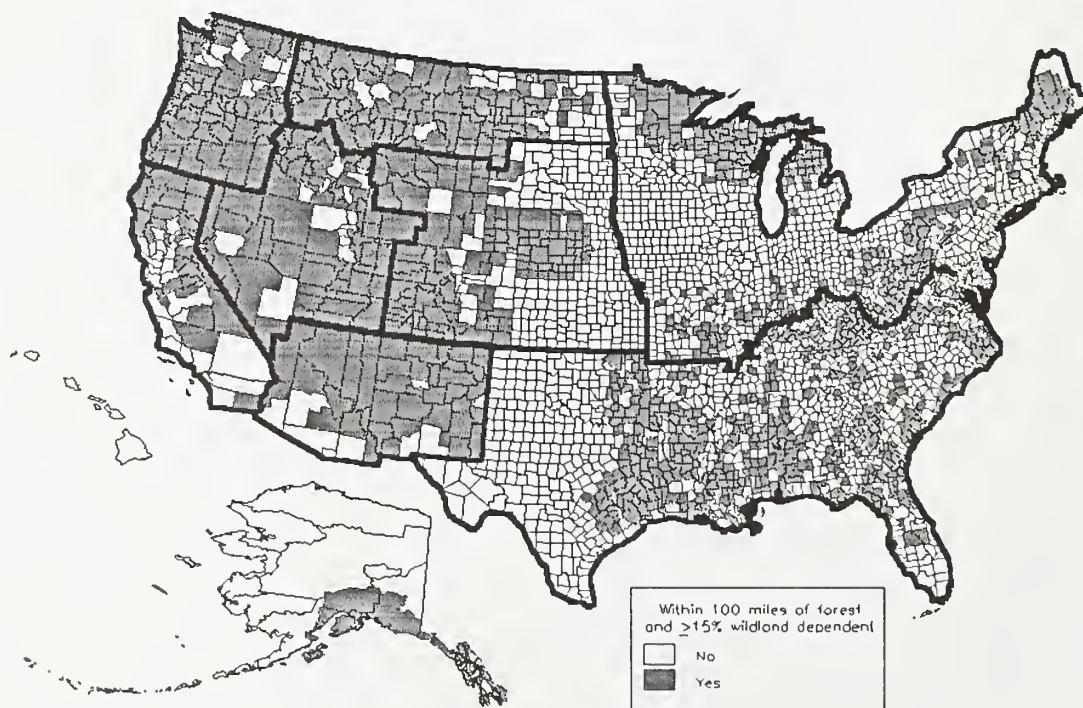 Within 100 miles of forest
and ≥15% wildland dependent
No
Yes